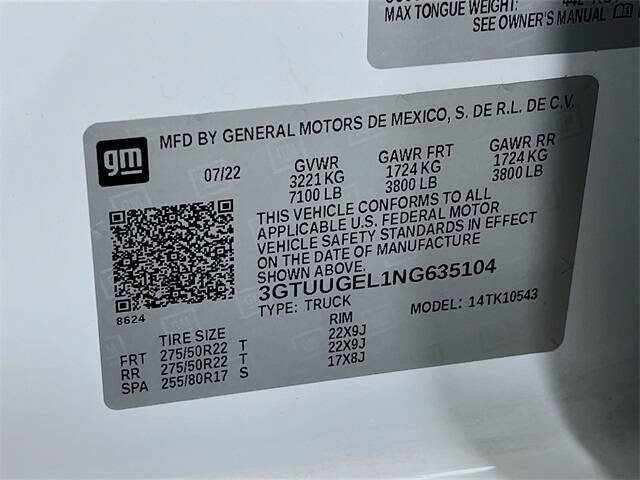 MAX TONGUE WEIGHT:
SEE OWNER'S MANUAL
gm
MFD BY GENERAL MOTORS DE MEXICO, S. DE R.L. DE C.V.
07/22 GVWR GAWR FRT GAWR RR
3221 KG 1724 KG 1724 KG
7100 LB 3800 LB 3800 LB
THIS VEHICLE CONFORMS TO ALL
APPLICABLE U.S. FEDERAL MOTOR
VEHICLE SAFETY STANDARDS IN EFFECT
ON THE DATE OF MANUFACTURE
SHOWN ABOVE.
3GTUUGEL1NG635104
TYPE: TRUCK MODEL: 14TK10543
8624
TIRE SIZE RIM
FRT 275/50R22 T 22X9J
RR 275/50R22 T 22X9J
SPA 255/80R17 S 17X8J